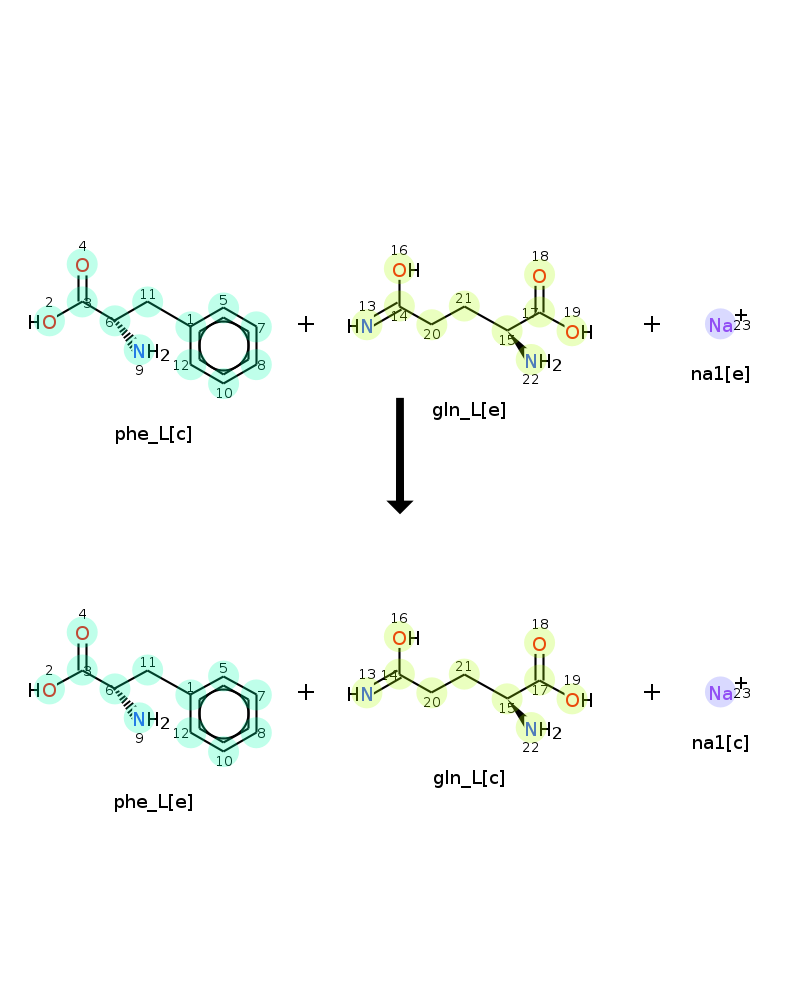 4
2
HO
O
3
6
11
NH2
9
1
5
7
8
10
12
+
16
OH
13
HN
14
20
21
15
17
18
O
19
OH
NH2
22
+
Na+
23
phe_L[c]
gln_L[e]
na1[e]
4
2
HO
O
3
6
11
NH2
9
1
5
7
8
10
12
+
16
OH
13
HN
14
20
21
15
17
18
O
19
OH
NH2
22
+
Na+
23
phe_L[e]
gln_L[c]
na1[c]